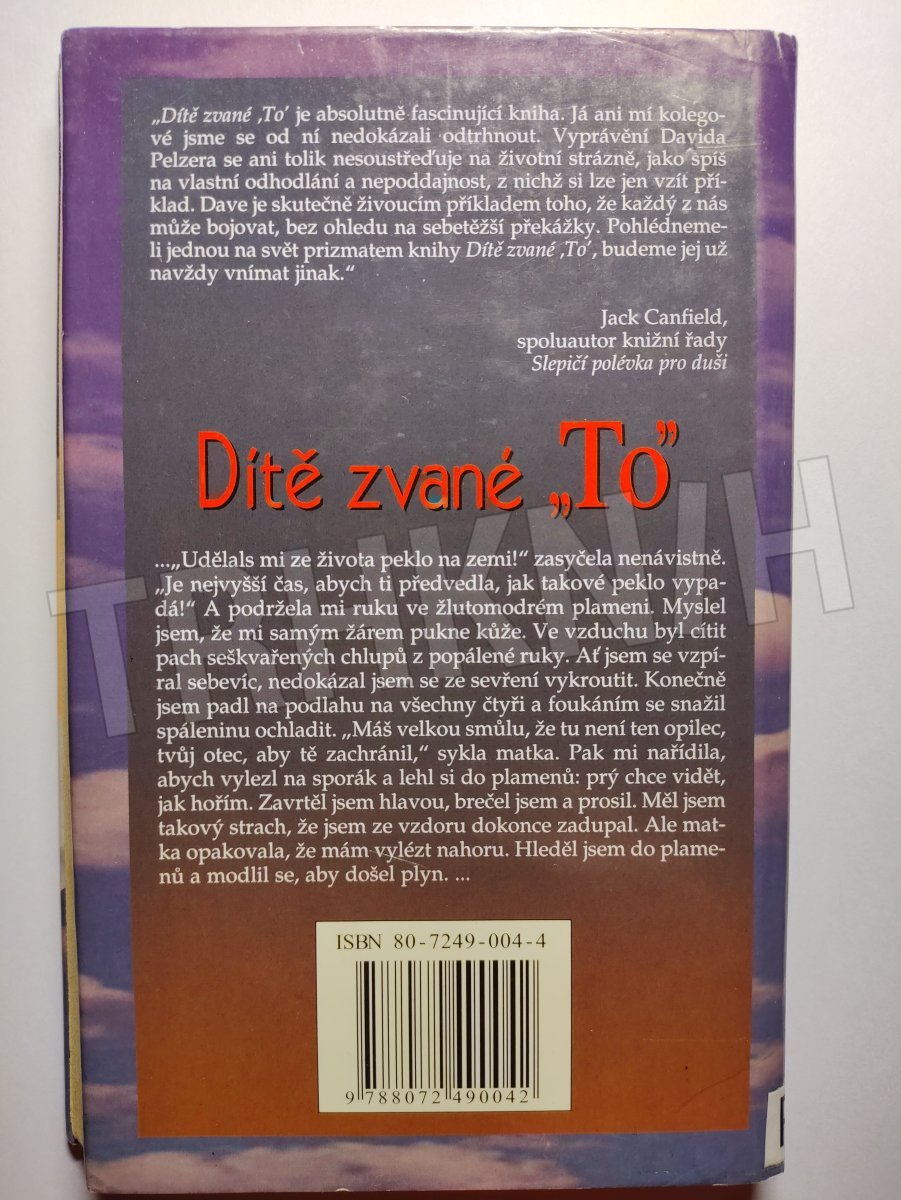 „Dítě zvané ‚To’ je absolutně fascinující kniha. Já ani mí kolego-
vé jsme se od ní nedokázali odtrhnout. Vyprávění Davida
Pelzera se ani tolik nesoustřeďuje na životní strázně, jako spíš
na vlastní odhodlání a nepoddajnost, z nichž si lze jen vzít pří-
klad. Dave je skutečně živoucím příkladem toho, že každý z nás
může bojovat, bez ohledu na sebetěžší překážky. Pohlédneme-
li jednou na svět prizmatem knihy Dítě zvané ‚To’, budeme jej už
navždy vnímat jinak.“
Jack Canfield,
spoluautor knižní řady
Slepičí polévka pro duši
Dítě zvané „To”
...„Udělals mi ze života peklo na zemi!“ zasyčela nenávistně.
„Je nejvyšší čas, abych ti předvedla, jak takové peklo vypa-
dá!“ A podržela mi ruku ve žlutomodrém plameni. Myslel
jsem, že mi samým žárem pukne kůže. Ve vzduchu byl cítit
pach seškvařených chlupů z popálené ruky. Ať jsem se vzpí-
ral sebevíc, nedokázal jsem se ze sevření vykroutit. Konečně
jsem padl na podlahu na všechny čtyři a foukáním se snažil
spáleninu ochladit. „Máš velkou smůlu, že tu není ten opilec,
tvůj otec, aby tě zachránil,“ sykla matka. Pak mi nařídila,
abych vylezl na sporák a lehl si do plamenů: prý chce vidět,
jak hořím. Zavrtěl jsem hlavou, brečel jsem a prosil. Měl jsem
takový strach, že jsem ze vzdoru dokonce zadupal. Ale mat-
ka opakovala, že mám vylézt nahoru. Hleděl jsem do plame-
nů a modlil se, aby došel plyn. ...
TRHKNIH
ISBN 80-7249-004-4
9 788072 490042